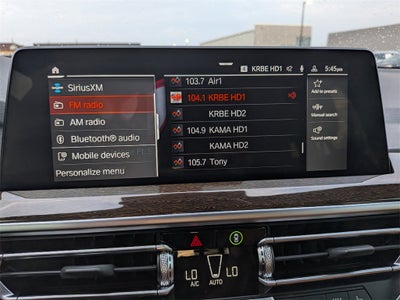 KRBE HD1
5:45PM
SiriusXM
FM radio
AM radio
Bluetooth® audio
Mobile devices
Personalize menu
103.7 Air1
104.1 KRBE HD1
KRBE HD2
104.9 KAMA HD1
KAMA HD2
105.7 Tony
Add to presets
Manual search
Sound settings
LO
A/C
AUTO
LO